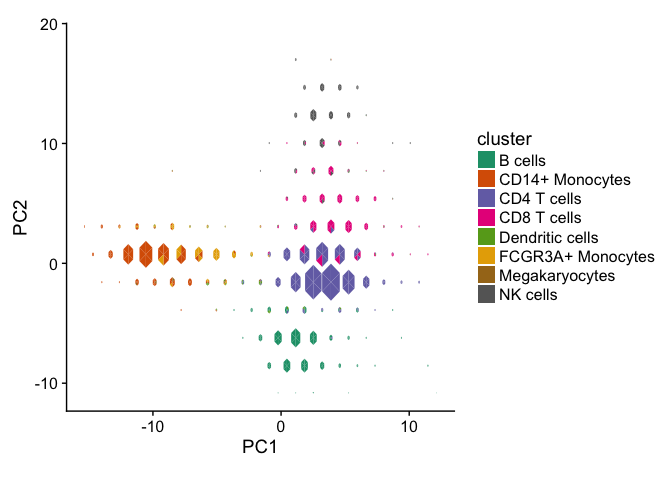 20
10
0
-10
PC2
-10
0
10
PC1
cluster
B cells
CD14+ Monocytes
CD4 T cells
CD8 T cells
Dendritic cells
FCGR3A+ Monocytes
Megakaryocytes
NK cells